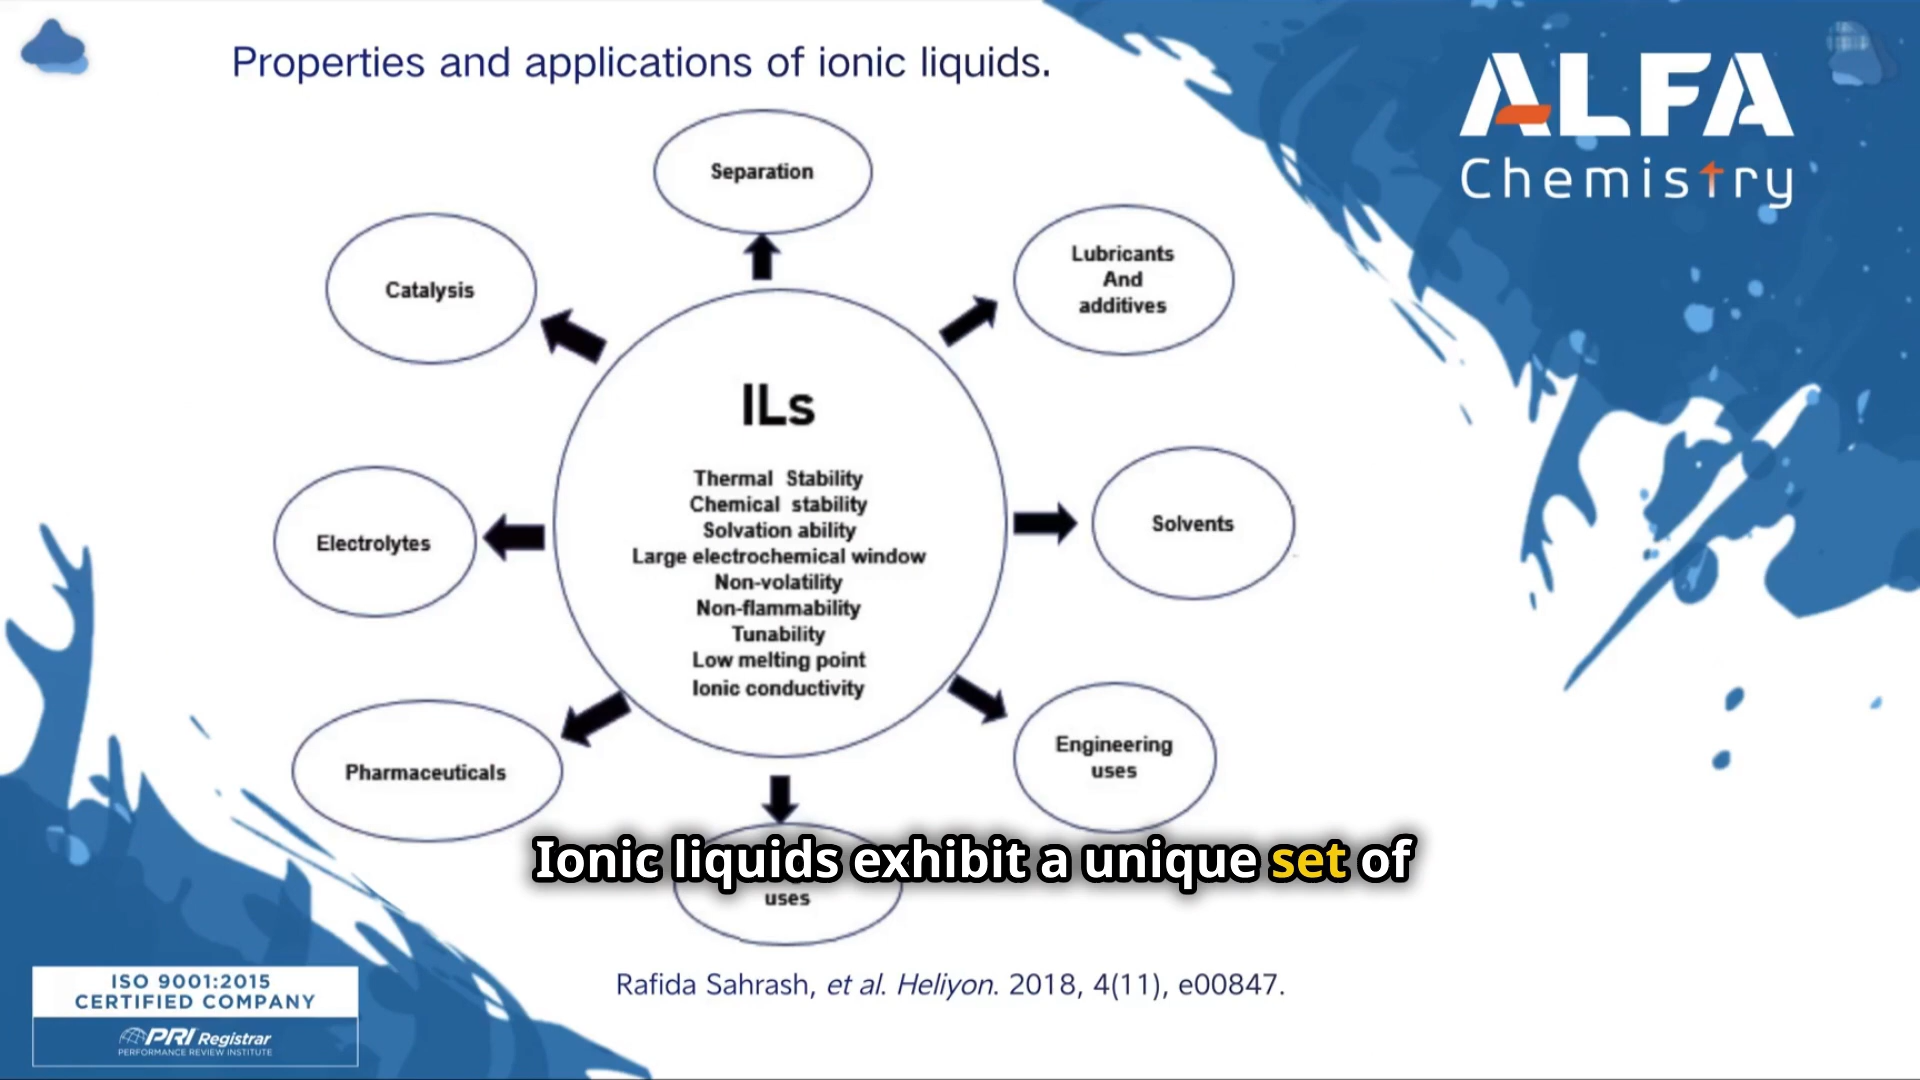 Properties and applications of ionic liquids.
ALFA
Chemistry
Separation
Catalysis
Lubricants
And
additives
ILs
Thermal Stability
Chemical stability
Solvation ability
Large electrochemical window
Non-volatility
Non-flammability
Tunability
Low melting point
Ionic conductivity
Electrolytes
Solvents
Pharmaceuticals
Engineering
uses
Ionic liquids exhibit a unique set of
uses
Rafida Sahrash, et al. Heliyon. 2018, 4(11), e00847.
ISO 9001:2015
CERTIFIED COMPANY
PRI Registrar
PERFORMANCE REVIEW INSTITUTE